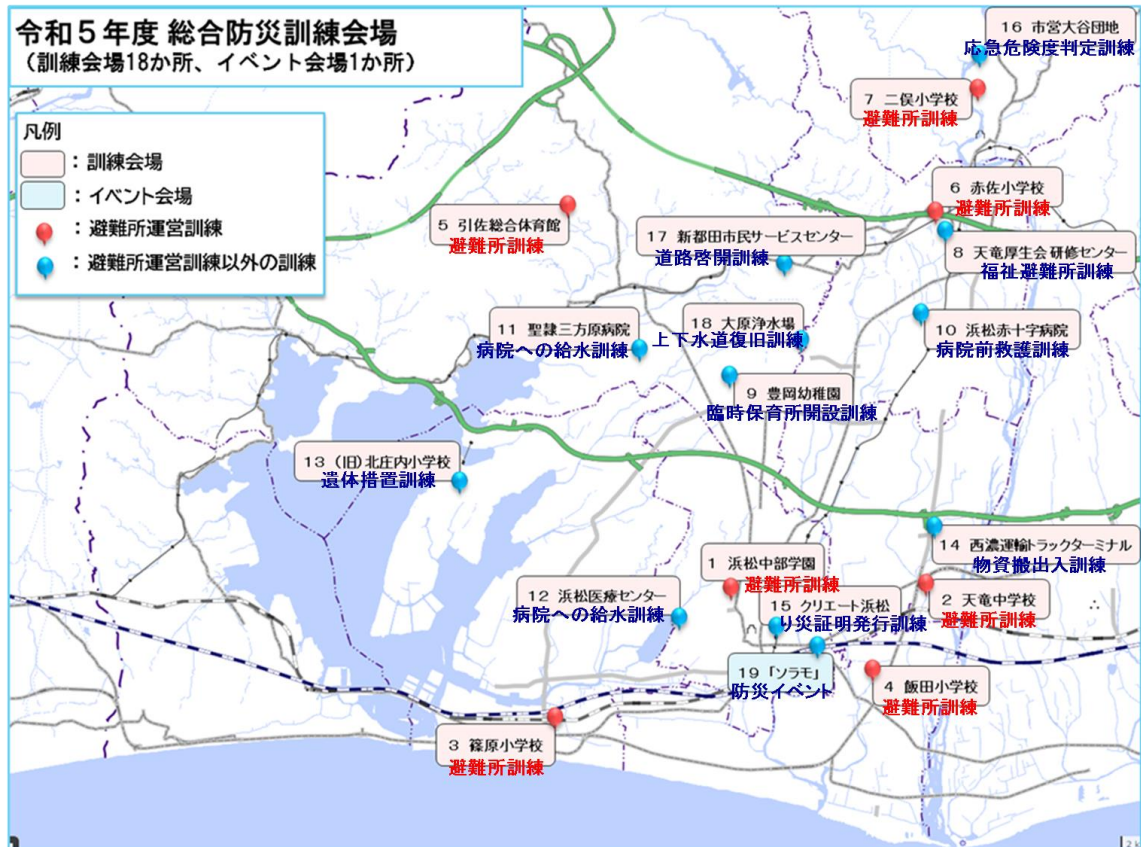 令和5年度 総合防災訓練会場
（訓練会場18か所、イベント会場1か所）
凡例
：訓練会場
：イベント会場
：避難所運営訓練
：避難所運営訓練以外の訓練
16 市営大谷団地
応急危険度判定訓練
7 二俣小学校
避難所訓練
6 赤佐小学校
避難所訓練
5 引佐総合体育館
避難所訓練
17 新都田市民サービスセンター
道路啓開訓練
8 天竜厚生会 研修センター
福祉避難所訓練
11 聖隷三方原病院
病院への給水訓練
18 大原浄水場
上下水道復旧訓練
10 浜松赤十字病院
病院前救護訓練
9 豊岡幼稚園
臨時保育所開設訓練
13 （旧）北庄内小学校
遺体措置訓練
14 西濃運輸トラックターミナル
物資搬出入訓練
1 浜松中部学園
避難所訓練
12 浜松医療センター
病院への給水訓練
15 クリエート浜松
り災証明発行訓練
2 天竜中学校
避難所訓練
19 「ソラモ」
防災イベント
4 飯田小学校
避難所訓練
3 篠原小学校
避難所訓練